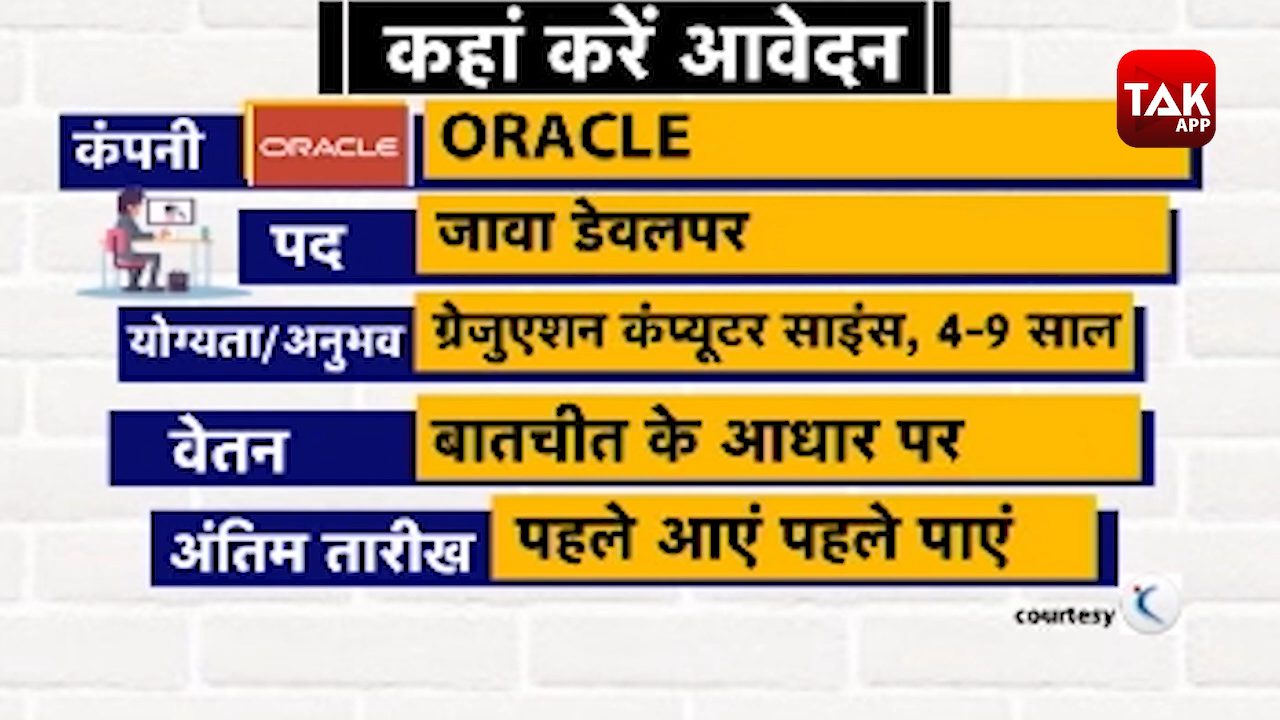 कहां करें आवेदन
TAK
APP
कंपनी ORACLE ORACLE
पद जावा डेवलपर
योग्यता/अनुभव ग्रेजुएशन कंप्यूटर साइंस, 4-9 साल
वेतन बातचीत के आधार पर
अंतिम तारीख पहले आएं पहले पाएं
courtesy